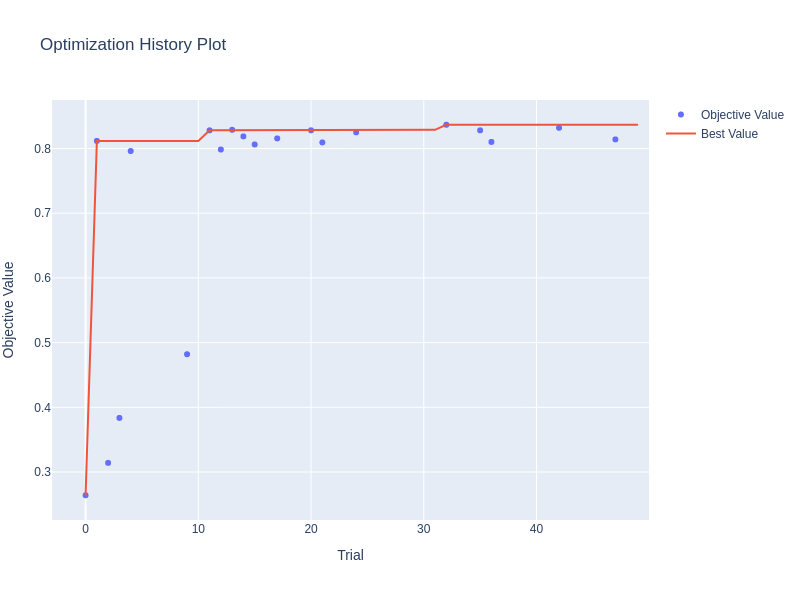 Optimization History Plot
Objective Value
Best Value
0.8
0.7
0.6
0.5
0.4
0.3
Objective Value
0
10
20
30
40
Trial